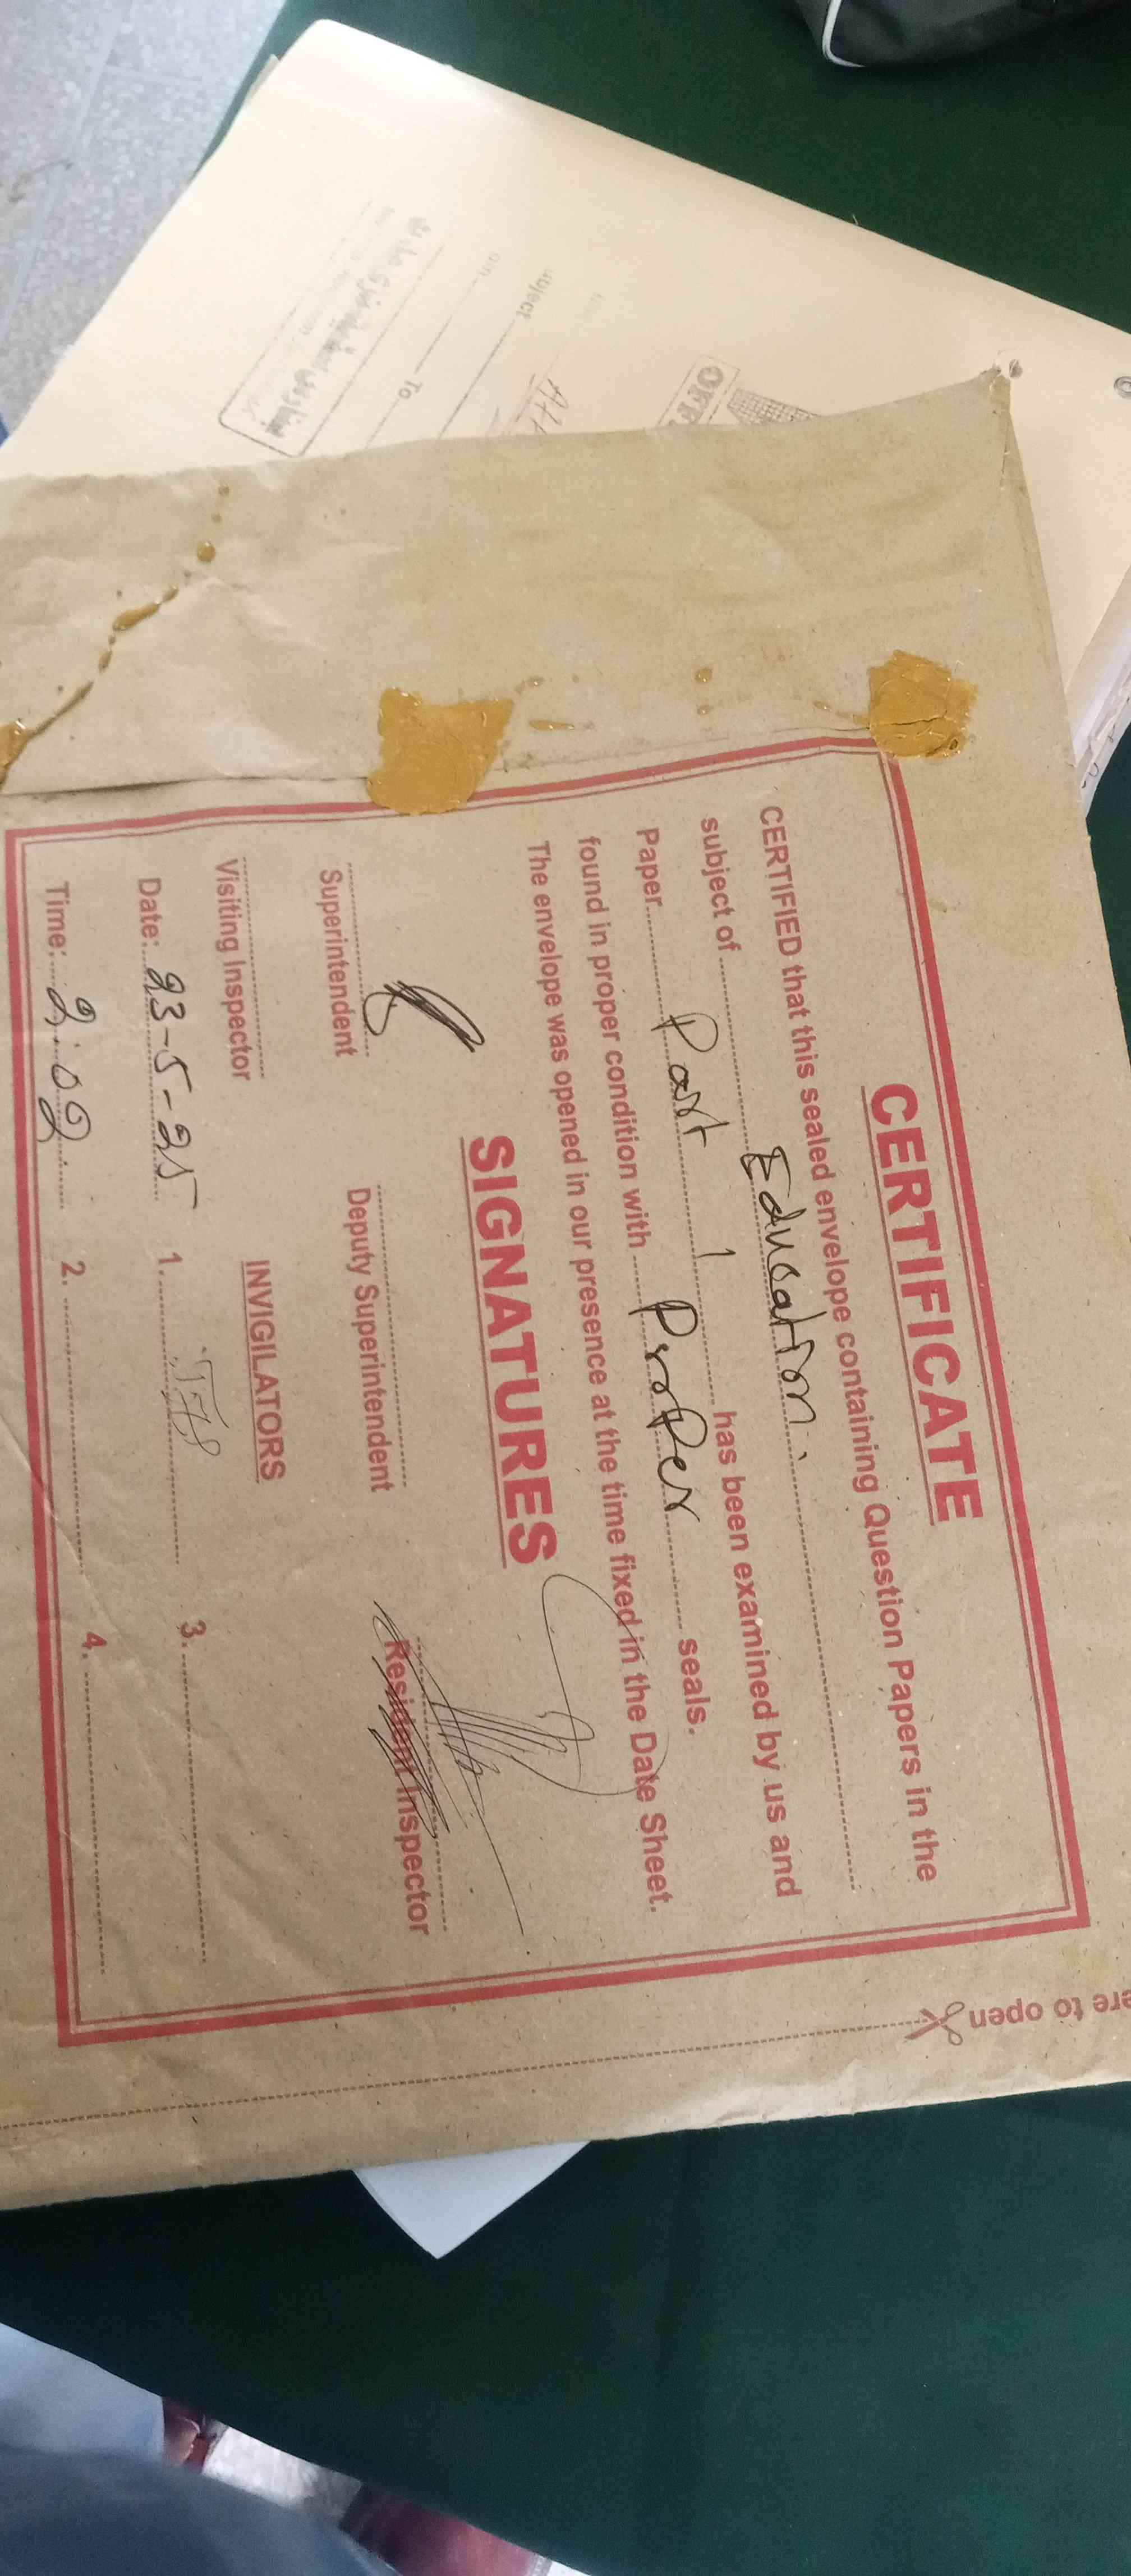 CERTIFICATE
CERTIFIED that this sealed envelope containing Question Papers in the
subject of Education.
Paper Part 1 has been examined by us and
found in proper condition with Proper seals.
The envelope was opened in our presence at the time fixed in the Date Sheet.
SIGNATURES
Superintendent Deputy Superintendent Resident Inspector
Visiting Inspector INVIGILATORS
Date: 23-5-25 1. 3.
Time: 2:02 2. 4.
ere to open
To